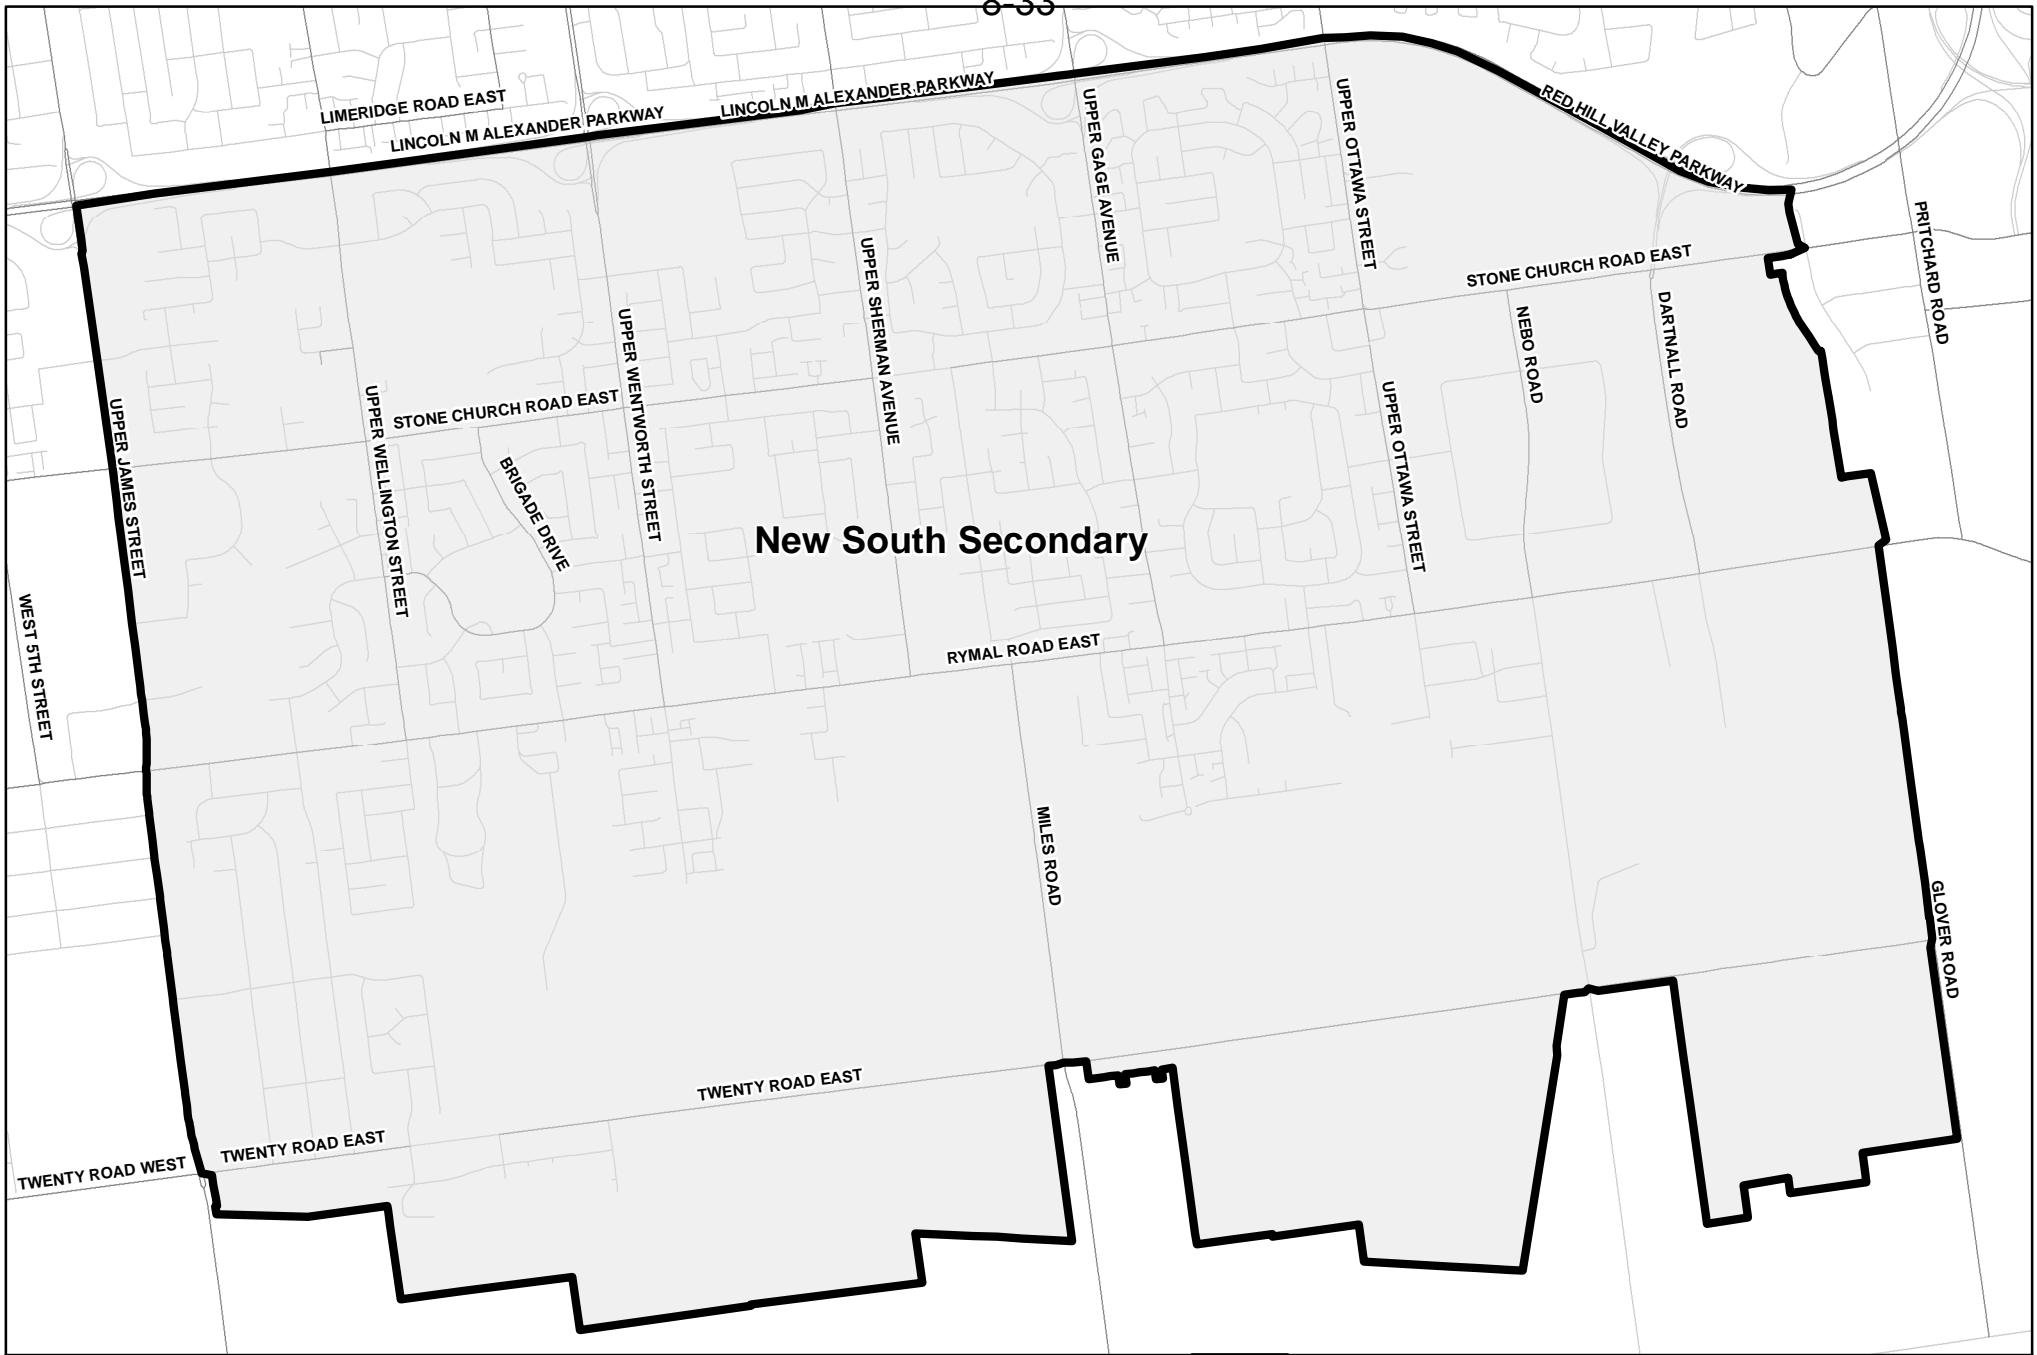 8-33
LIMERIDGE ROAD EAST
LINCOLN M ALEXANDER PARKWAY
LINCOLN M ALEXANDER PARKWAY
RED HILL VALLEY PARKWAY
UPPER GAGE AVENUE
UPPER OTTAWA STREET
PRITCHARD ROAD
STONE CHURCH ROAD EAST
UPPER SHERMAN AVENUE
UPPER WENTWORTH STREET
NEBO ROAD
DARTNALL ROAD
UPPER JAMES STREET
UPPER WELLINGTON STREET
STONE CHURCH ROAD EAST
BRIGADE DRIVE
UPPER OTTAWA STREET
New South Secondary
WEST 5TH STREET
RYMAL ROAD EAST
MILES ROAD
GLOVER ROAD
TWENTY ROAD EAST
TWENTY ROAD EAST
TWENTY ROAD WEST